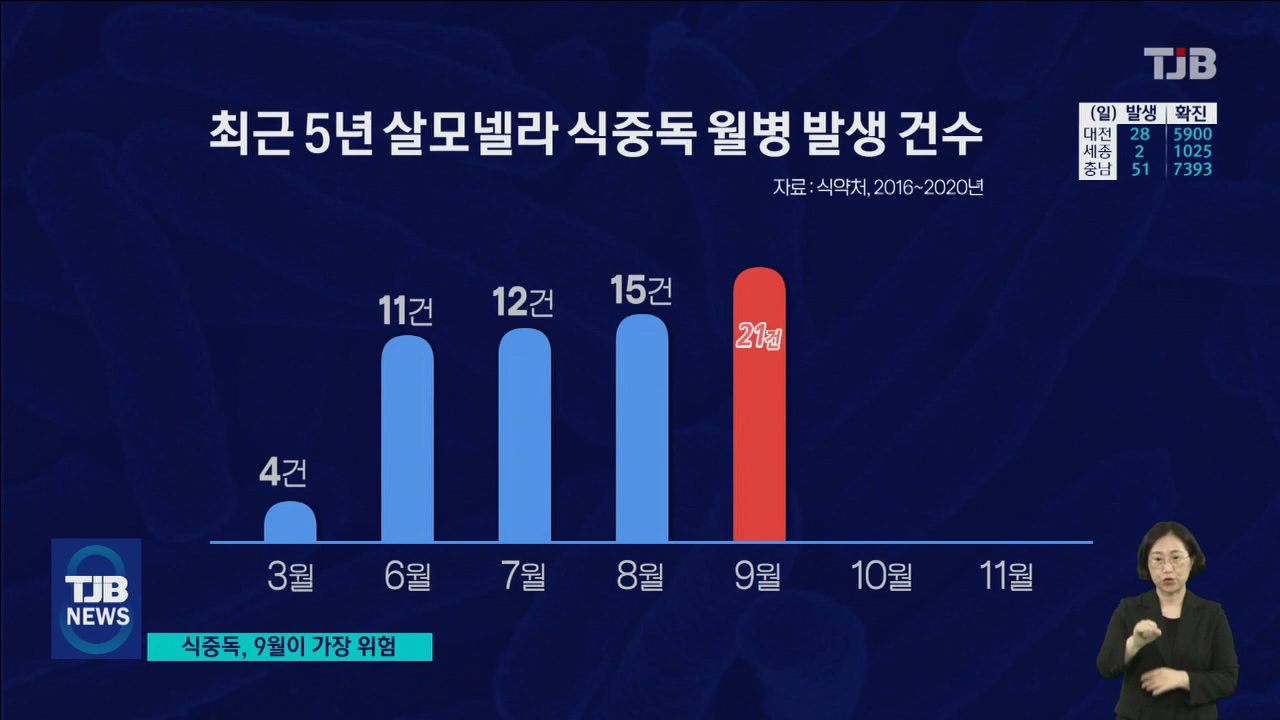 TJB
최근 5년 살모넬라 식중독 월병 발생 건수
자료 : 식약처, 2016~2020년
(일) 발생 확진
대전 28 5900
세종 2 1025
충남 51 7393
4건
11건
12건
15건
21건
3월 6월 7월 8월 9월 10월 11월
TJB
NEWS
식중독, 9월이 가장 위험